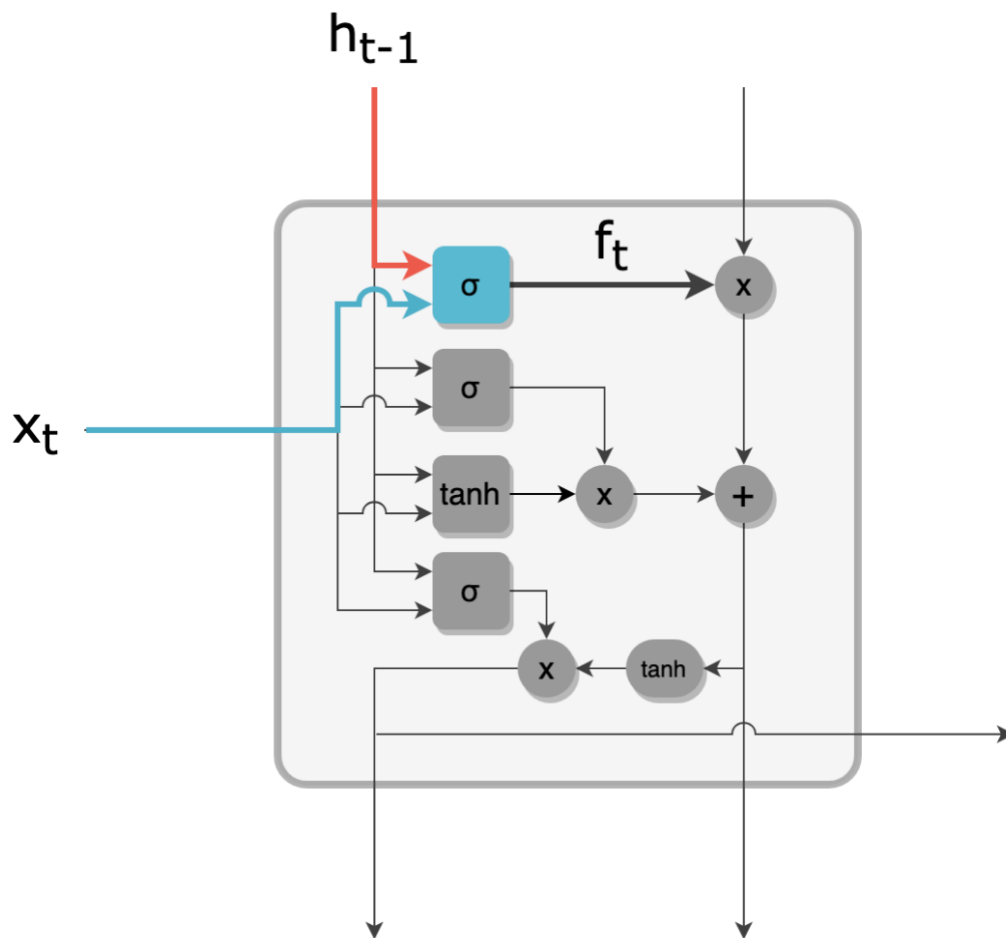 h_{t-1}
f_t
σ
x
σ
x_t
tanh
x
+
σ
x
tanh